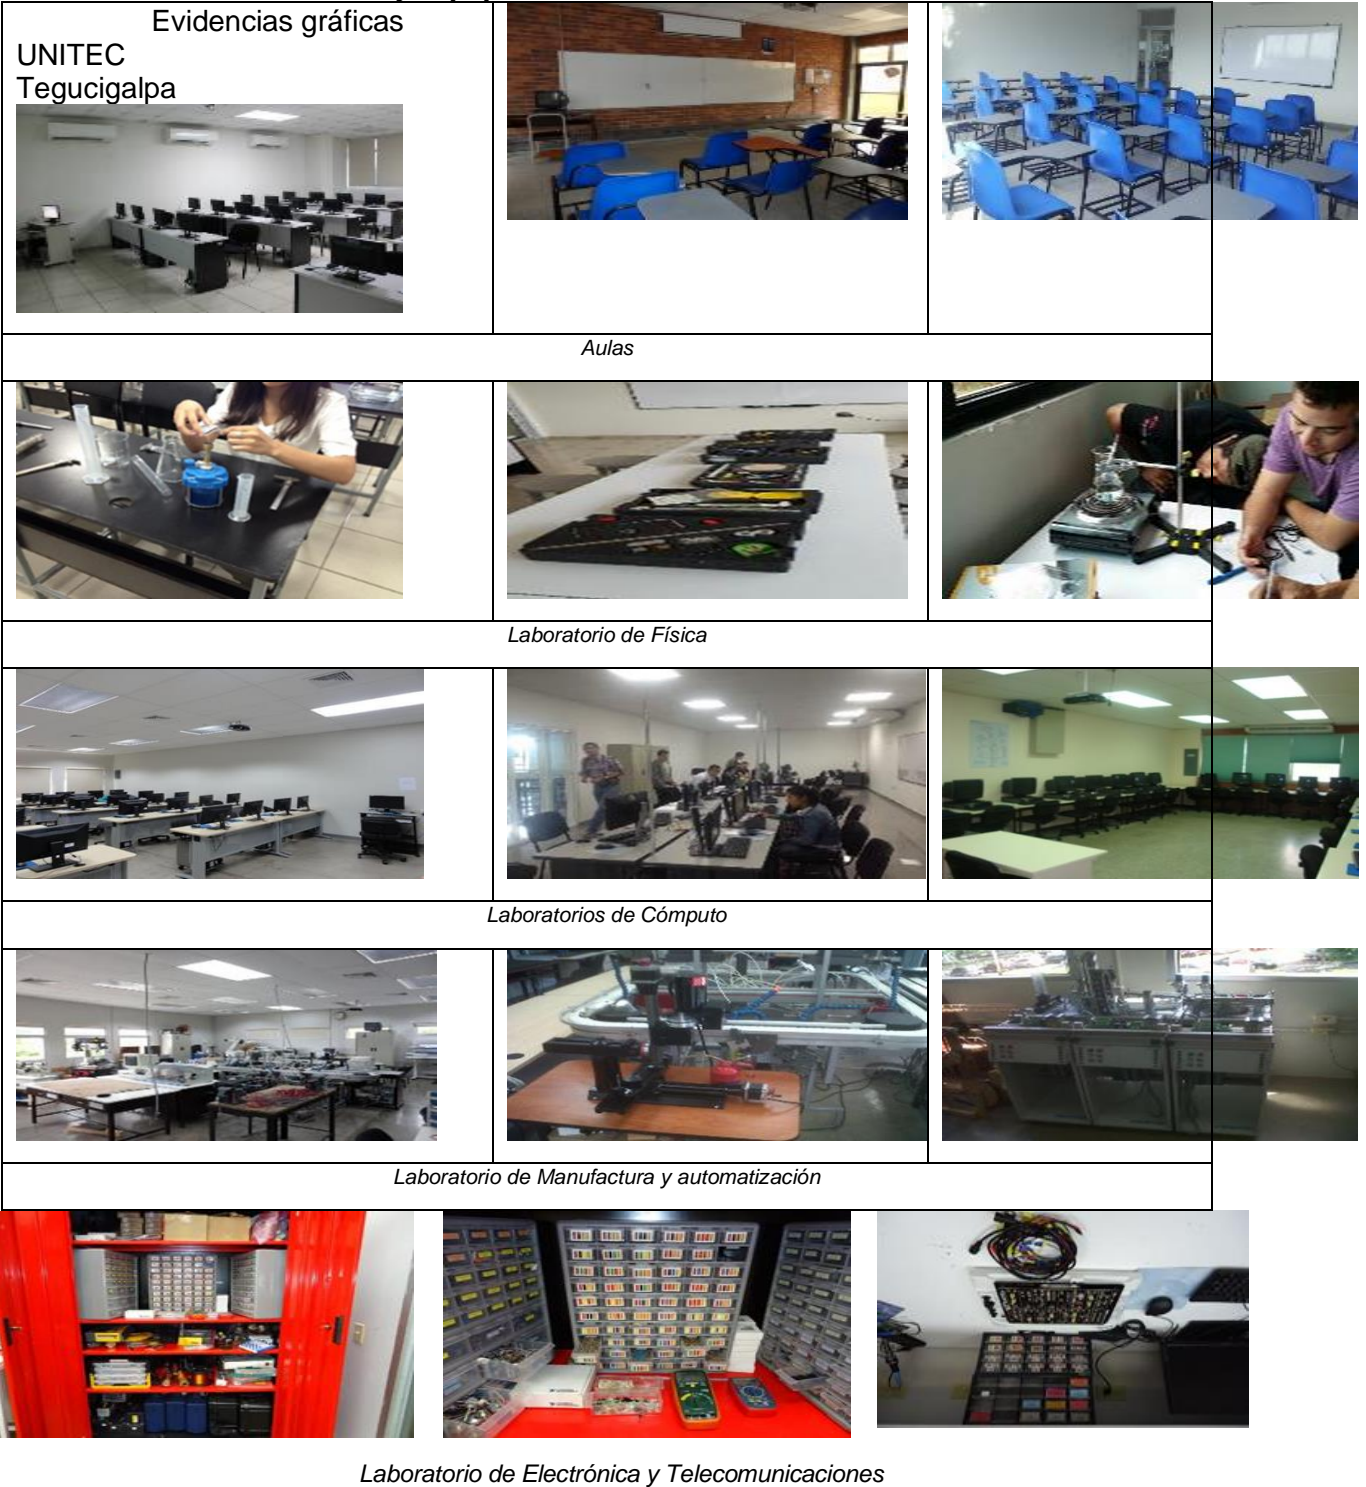 Evidencias gráficas
UNITEC
Tegucigalpa
Aulas
Laboratorio de Física
Laboratorios de Cómputo
Laboratorio de Manufactura y automatización
Laboratorio de Electrónica y Telecomunicaciones